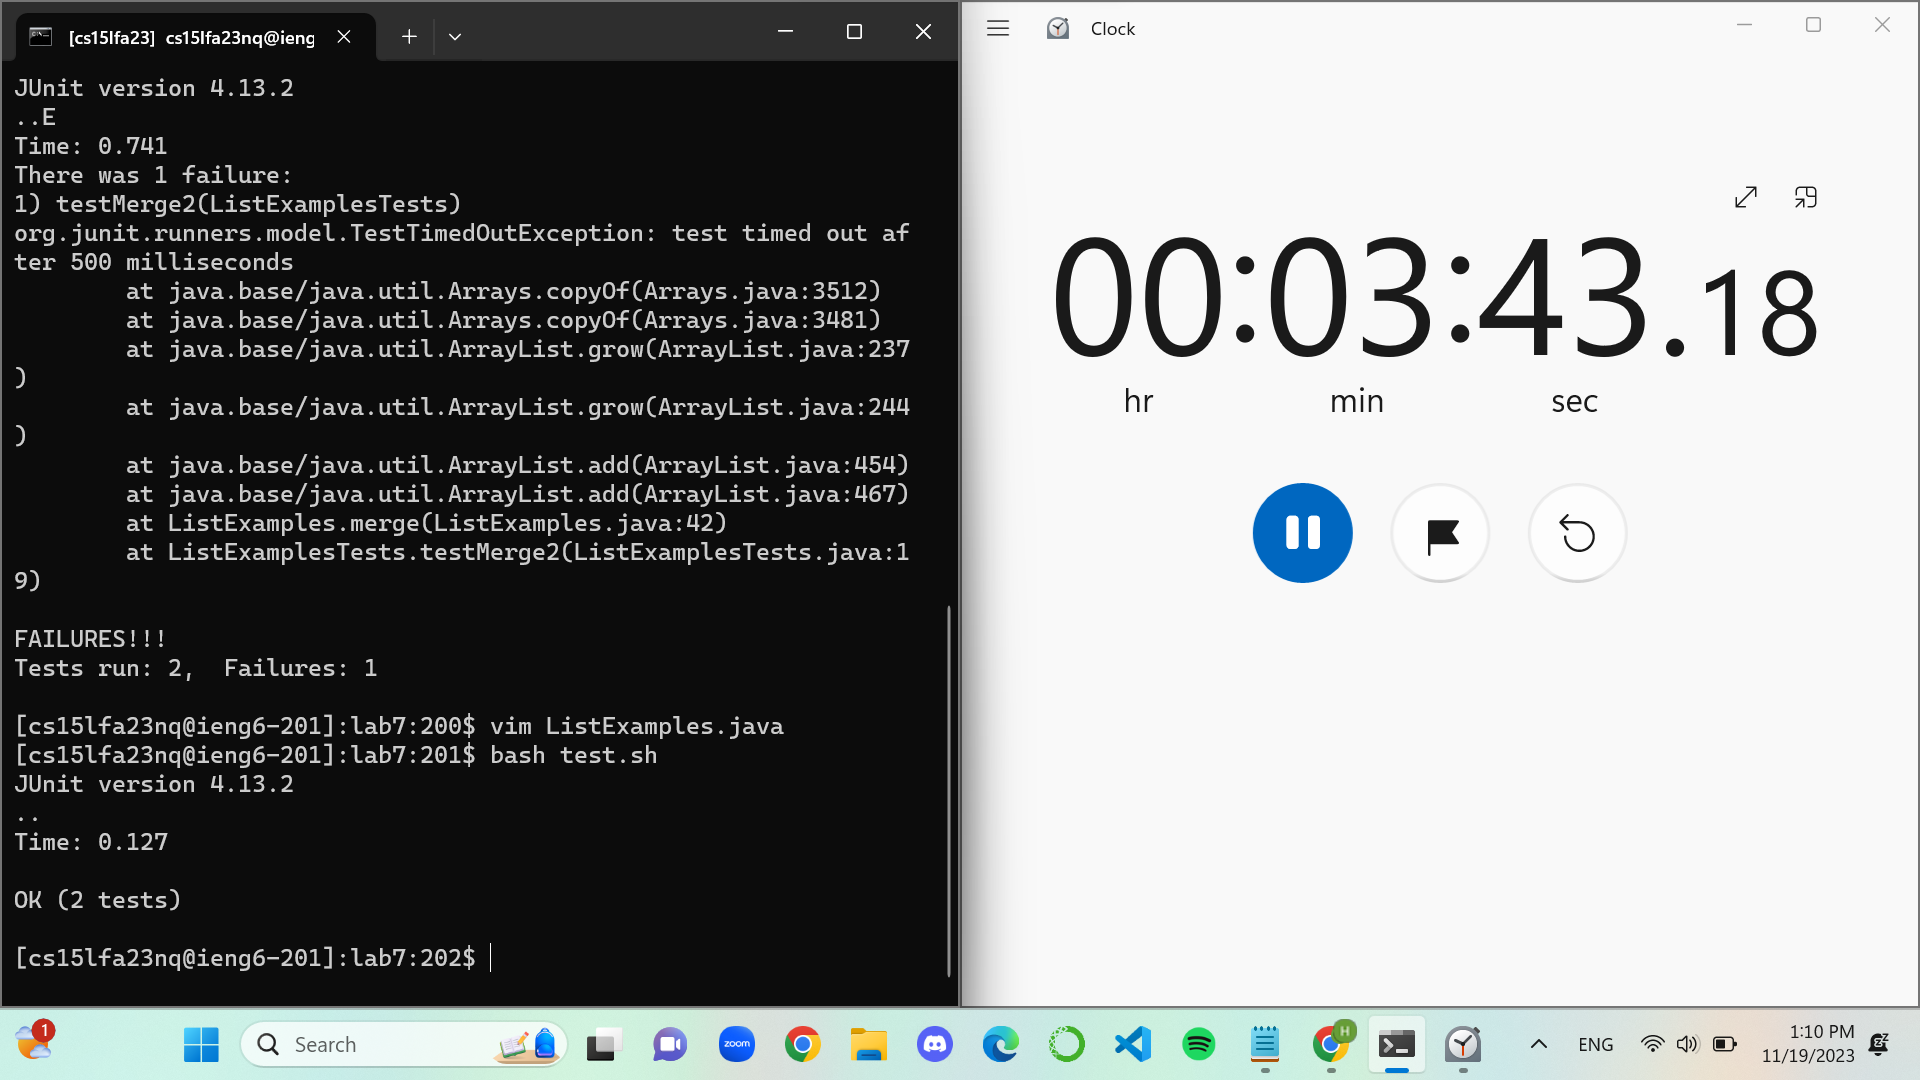 [cs15lfa23] cs15lfa23nq@ieng
JUnit version 4.13.2
..E
Time: 0.741
There was 1 failure:
1) testMerge2(ListExamplesTests)
org.junit.runners.model.TestTimedOutException: test timed out af
ter 500 milliseconds
        at java.base/java.util.Arrays.copyOf(Arrays.java:3512)
        at java.base/java.util.Arrays.copyOf(Arrays.java:3481)
        at java.base/java.util.ArrayList.grow(ArrayList.java:237
)
        at java.base/java.util.ArrayList.grow(ArrayList.java:244
)
        at java.base/java.util.ArrayList.add(ArrayList.java:454)
        at java.base/java.util.ArrayList.add(ArrayList.java:467)
        at ListExamples.merge(ListExamples.java:42)
        at ListExamplesTests.testMerge2(ListExamplesTests.java:1
9)
FAILURES!!!
Tests run: 2,  Failures: 1
[cs15lfa23nq@ieng6-201]:lab7:200$ vim ListExamples.java
[cs15lfa23nq@ieng6-201]:lab7:201$ bash test.sh
JUnit version 4.13.2
..
Time: 0.127
OK (2 tests)
[cs15lfa23nq@ieng6-201]:lab7:202$
Clock
00:03:43.18
hr min sec
1
Search
zoom
H
ENG
1:10 PM
11/19/2023